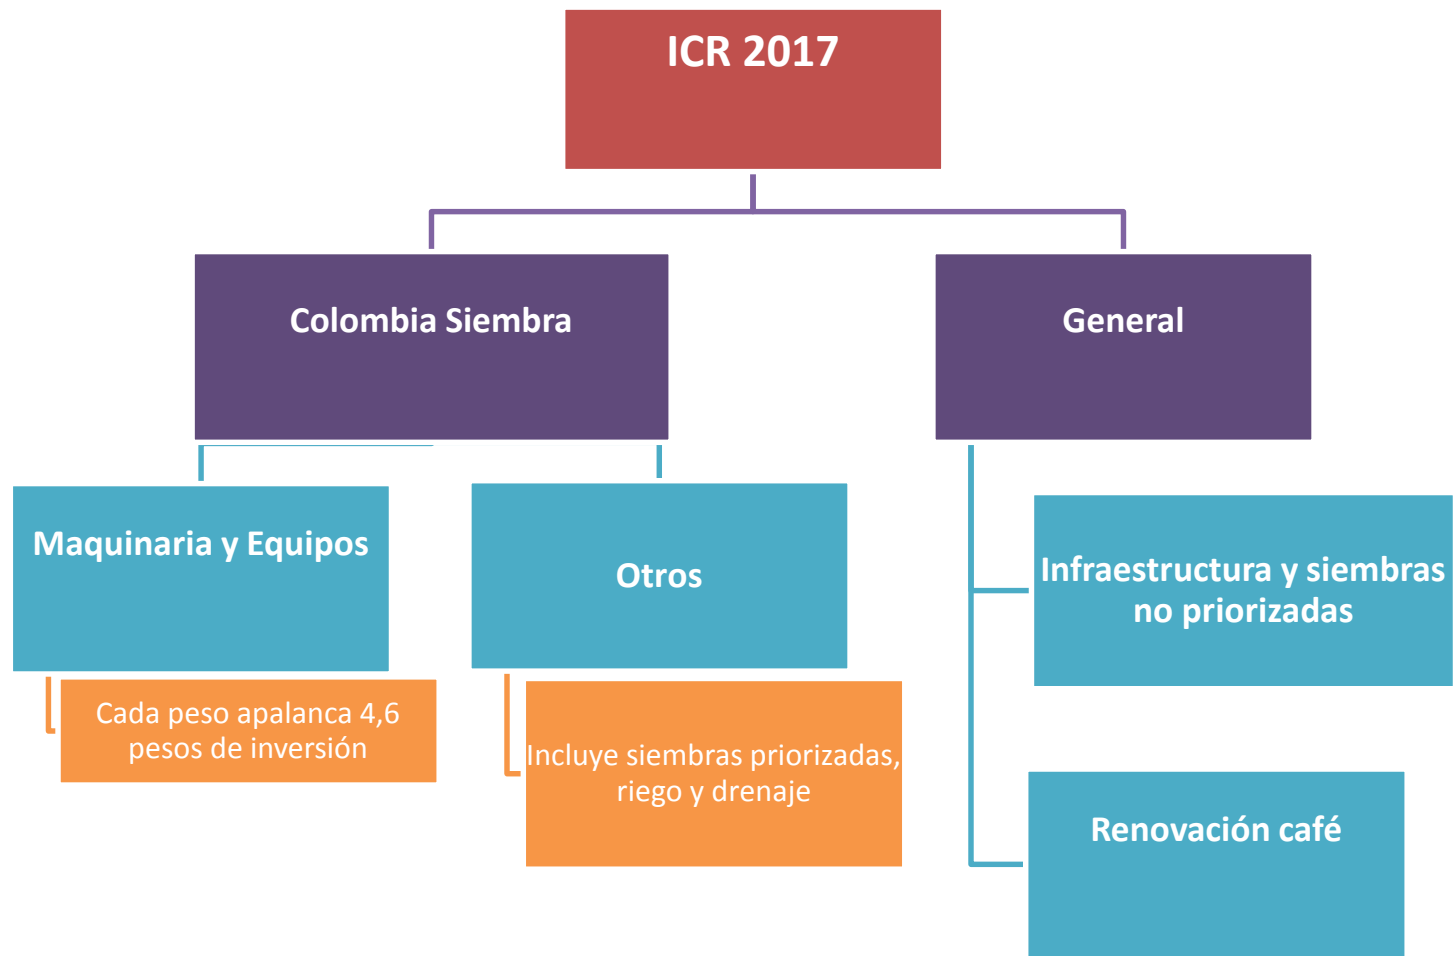 ICR 2017
Colombia Siembra
General
Maquinaria y Equipos
Otros
Infraestructura y siembras
no priorizadas
Cada peso apalanca 4,6
pesos de inversión
Incluye siembras priorizadas,
riego y drenaje
Renovación café